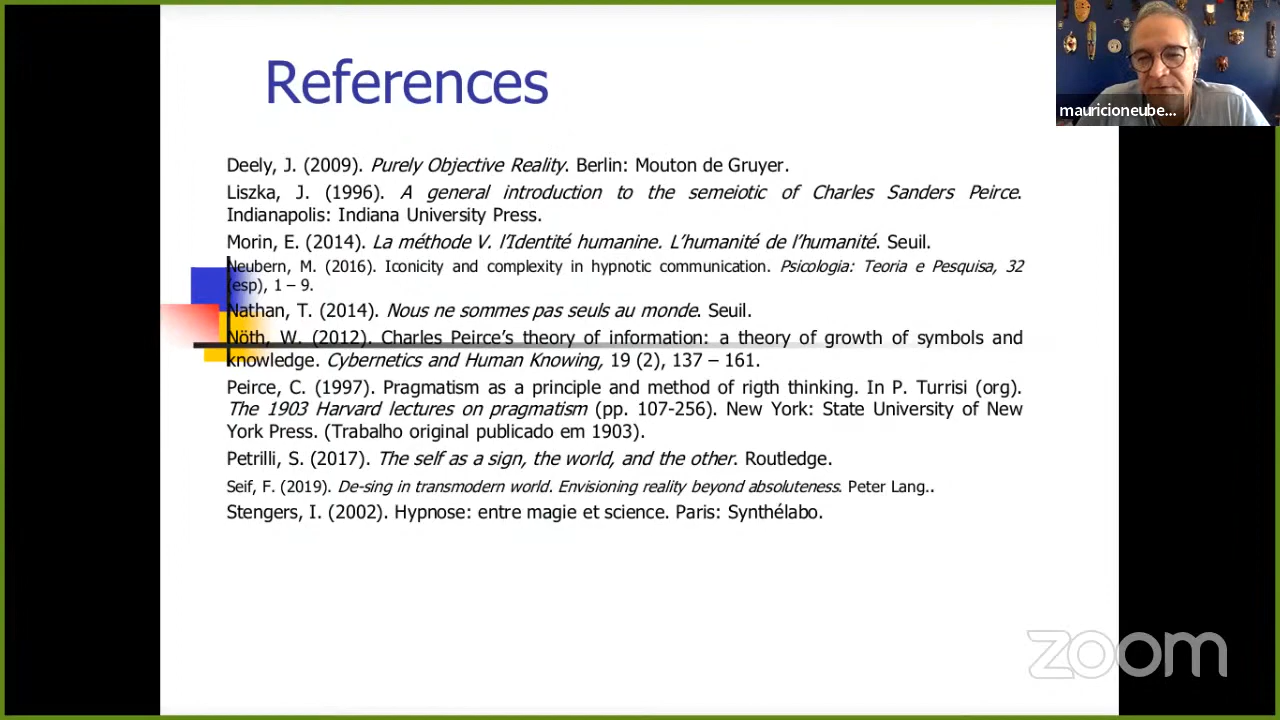 References
mauricioneube...
Deely, J. (2009). Purely Objective Reality. Berlin: Mouton de Gruyer.
Liszka, J. (1996). A general introduction to the semeiotic of Charles Sanders Peirce.
Indianapolis: Indiana University Press.
Morin, E. (2014). La méthode V. l’Identité humanine. L’humanité de l’humanité. Seuil.
Neubern, M. (2016). Iconicity and complexity in hypnotic communication. Psicologia: Teoria e Pesquisa, 32
(esp), 1 – 9.
Nathan, T. (2014). Nous ne sommes pas seuls au monde. Seuil.
Nöth, W. (2012). Charles Peirce’s theory of information: a theory of growth of symbols and
knowledge. Cybernetics and Human Knowing, 19 (2), 137 – 161.
Peirce, C. (1997). Pragmatism as a principle and method of rigth thinking. In P. Turrisi (org).
The 1903 Harvard lectures on pragmatism (pp. 107-256). New York: State University of New
York Press. (Trabalho original publicado em 1903).
Petrilli, S. (2017). The self as a sign, the world, and the other. Routledge.
Seif, F. (2019). De-sing in transmodern world. Envisioning reality beyond absoluteness. Peter Lang..
Stengers, I. (2002). Hypnose: entre magie et science. Paris: Synthélabo.
zoom